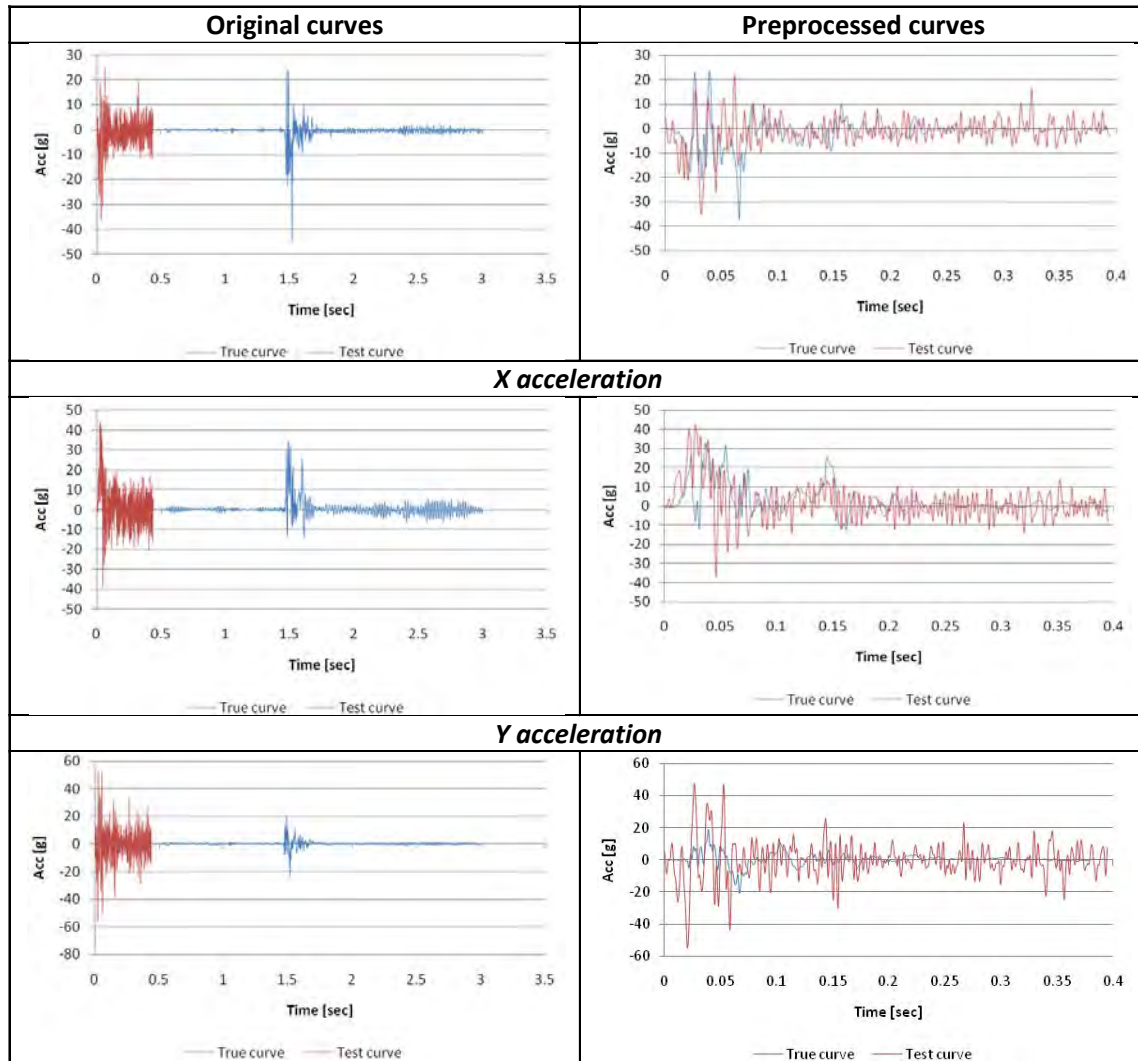 Original curves Preprocessed curves
30 30
20 20
10 10
0 0
-10 -10
-20 -20
-30 -30
-40 -40
-50 -50
Acc [g] Acc [g]
0 0.5 1 1.5 2 2.5 3 3.5 0 0.05 0.1 0.15 0.2 0.25 0.3 0.35 0.4
Time [sec] Time [sec]
True curve Test curve True curve Test curve
X acceleration
50 50
40 40
30 30
20 20
10 10
0 0
-10 -10
-20 -20
-30 -30
-40 -40
-50 -50
Acc [g] Acc [g]
0 0.5 1 1.5 2 2.5 3 3.5 0 0.05 0.1 0.15 0.2 0.25 0.3 0.35 0.4
Time [sec] Time [sec]
True curve Test curve True curve Test curve
Y acceleration
60 60
40 40
20 20
0 0
-20 -20
-40 -40
-60 -60
-80
Acc [g] Acc [g]
0 0.5 1 1.5 2 2.5 3 3.5 0 0.05 0.1 0.15 0.2 0.25 0.3 0.35 0.4
Time [sec] Time [sec]
True curve Test curve True curve Test curve